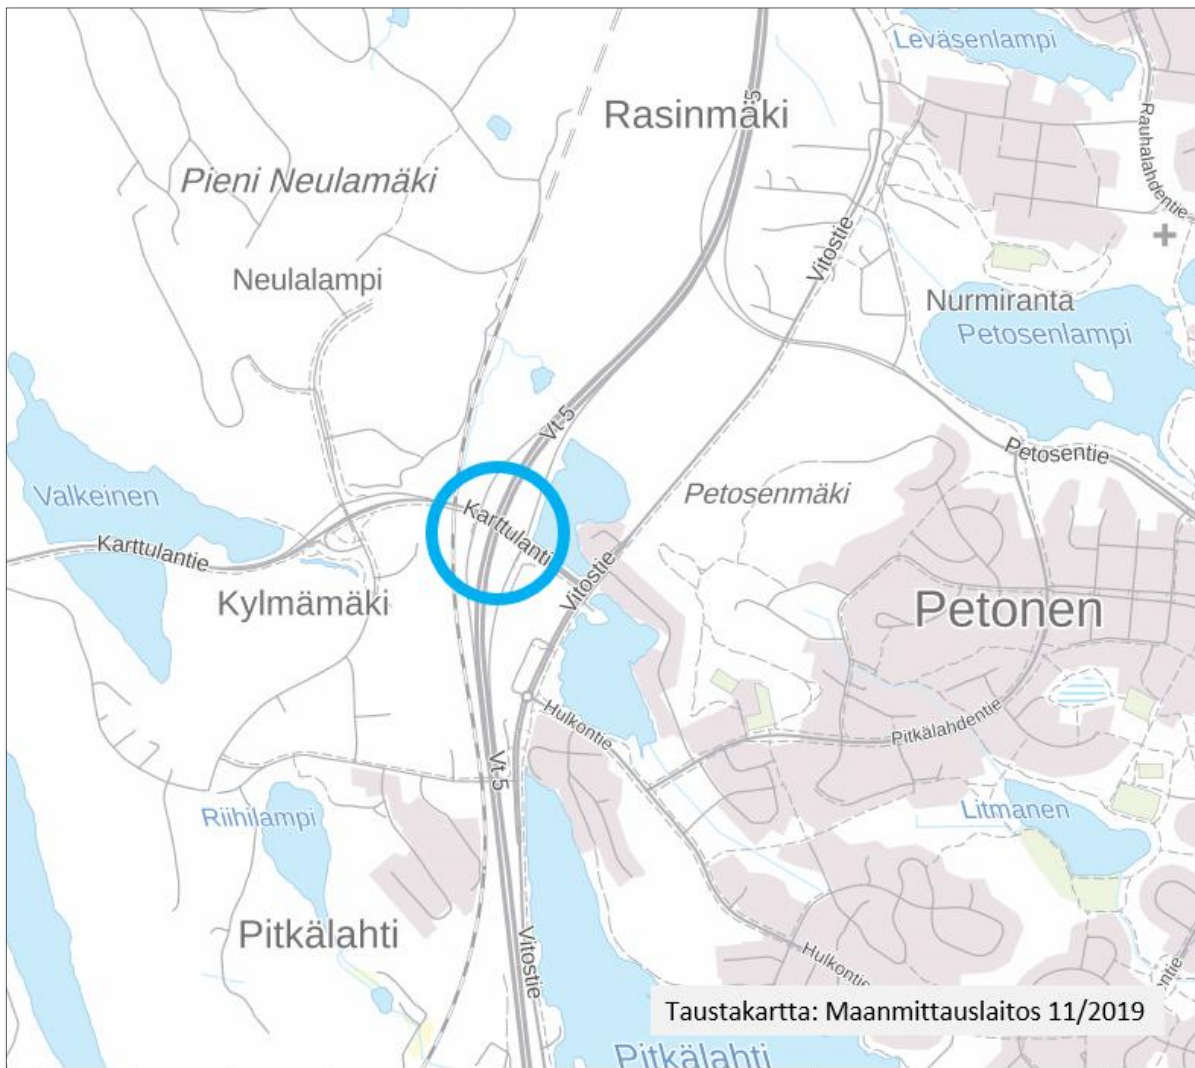 Leväsenlampi
Rasinmäki
Vt 5
Rauhalahdentie
Pieni Neulamäki
Vitostie
Neulalampi
Nurmiranta
Petosenlampi
Vt 5
Petosentie
Valkeinen
Petosenmäki
Karttulantie
Karttulanti
Vitostie
Kylmämäki
Petonen
Hulkontie
Pitkälahdentie
Vt 5
Riihilampi
Litmanen
Pitkälahti
Vitostie
Hulkontie
entie
Taustakartta: Maanmittauslaitos 11/2019
Pitkälahti